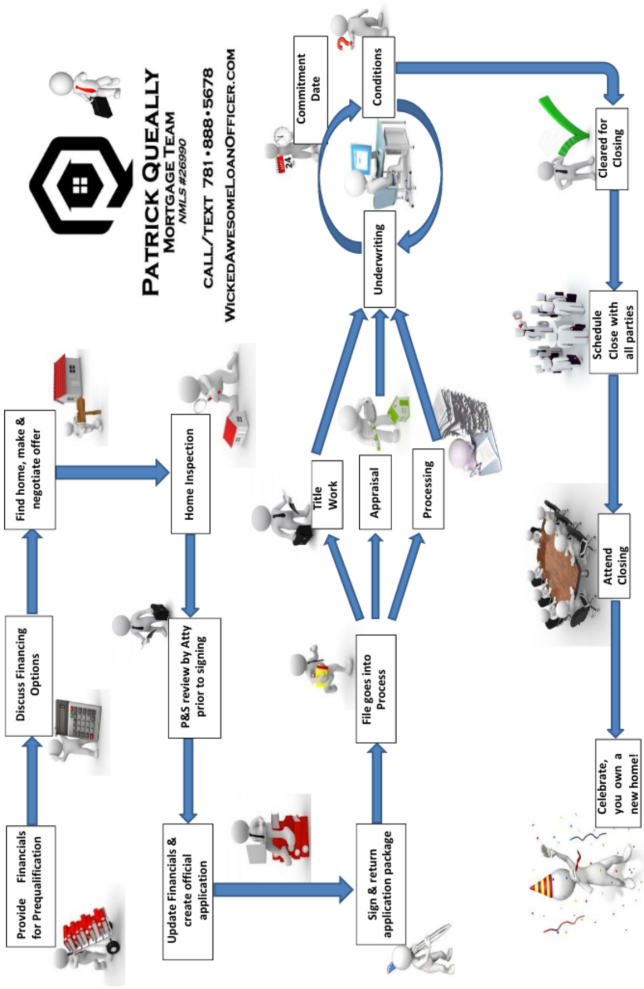 Provide Financials
for Prequalification
Discuss Financing
Options
Find home, make &
negotiate offer
PATRICK QUEALLY
MORTGAGE TEAM
NMLS #26990
CALL/TEXT 781•888•5678
WICKEDAWESOMELOANOFFICER.COM
Home Inspection
P&S review by Atty
prior to signing
Update Financials &
create official
application
Sign & return
application package
File goes into
Process
Title
Work
Appraisal
Processing
Underwriting
24
Commitment
Date
?
Conditions
Cleared for
Closing
Schedule
Close with
all parties
Attend
Closing
Celebrate,
you own a
new home!